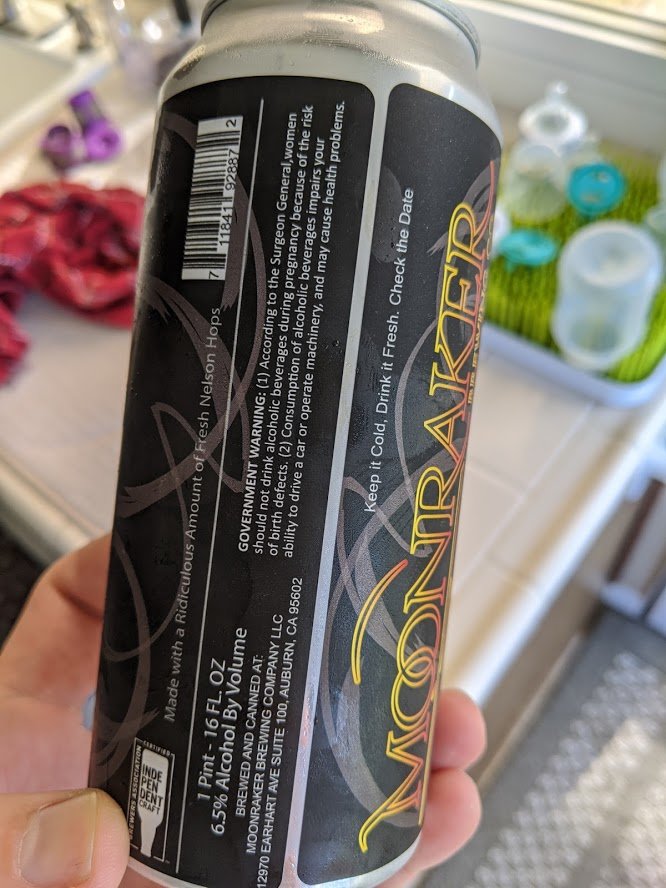 BREWERS ASSOCIATION
CERTIFIED
INDE
PEN
DENT
CRAFT
Made with a Ridiculous Amount of Fresh Nelson Hops
7 118411 92887 2
1 Pint - 16 FL. OZ
6.5% Alcohol By Volume
BREWED AND CANNED AT:
MOONRAKER BREWING COMPANY LLC
12970 EARHART AVE SUITE 100, AUBURN, CA 95602
GOVERNMENT WARNING: (1) According to the Surgeon General,women
should not drink alcoholic beverages during pregnancy because of the risk
of birth defects. (2) Consumption of alcoholic beverages impairs your
ability to drive a car or operate machinery, and may cause health problems.
Keep it Cold, Drink it Fresh. Check the Date
MOONRAKER